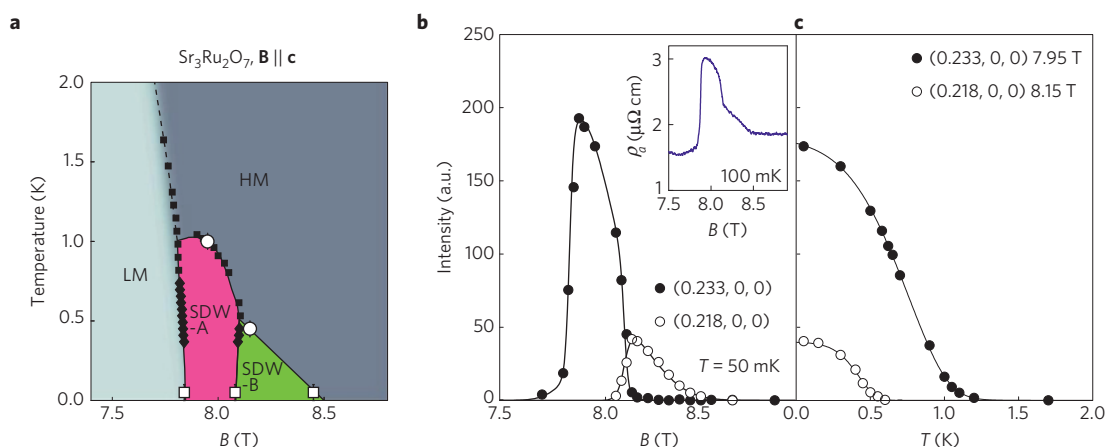 a
Sr₃Ru₂O₇, B || c
Temperature (K)
2.0
1.5
1.0
0.5
0.0
LM
HM
SDW
-A
SDW
-B
7.5
8.0
8.5
B (T)
b
Intensity (a.u.)
250
200
150
100
50
0
ρₐ (μΩ cm)
3
2
1
100 mK
7.5
8.0
8.5
B (T)
(0.233, 0, 0)
(0.218, 0, 0)
T = 50 mK
7.5
8.0
8.5
B (T)
c
(0.233, 0, 0) 7.95 T
(0.218, 0, 0) 8.15 T
0.0
0.5
1.0
1.5
2.0
T (K)